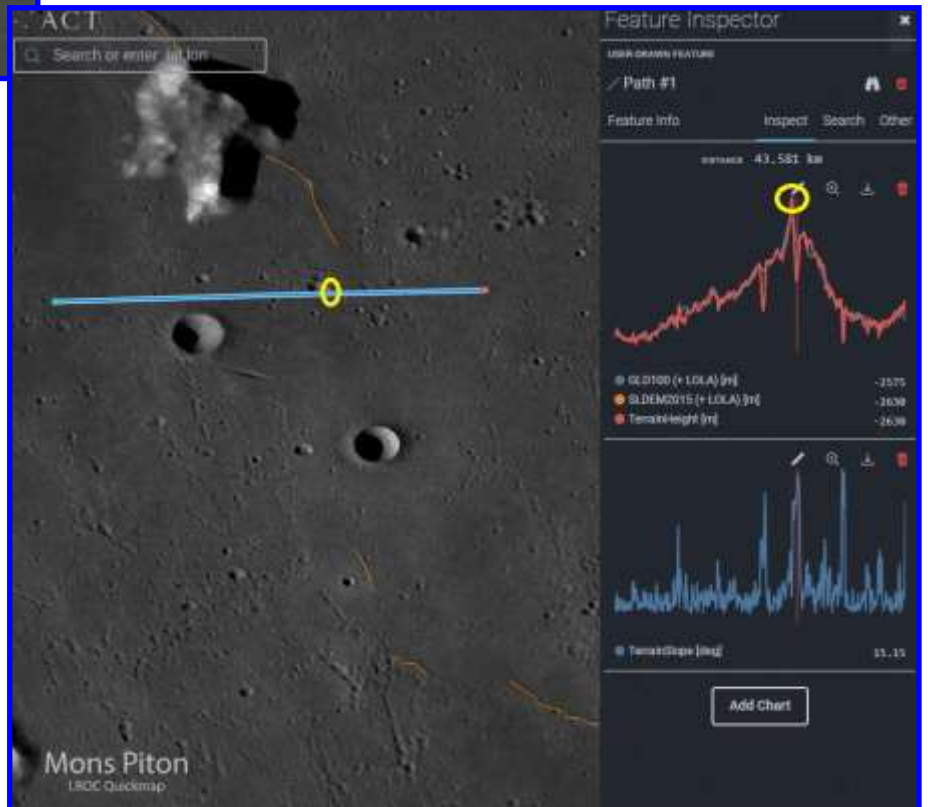 ACT
Search or enter lat,lon
Feature Inspector
USER-DRAWN FEATURE
Path #1
Feature Info Inspect Search Other
DISTANCE 43.581 km
GLD100 (+ LOLA) [m] -2575
SLDEM2015 (+ LOLA) [m] -2630
TerrainHeight [m] -2630
TerrainSlope [deg] 15.15
Add Chart
Mons Piton
LROC Quickmap